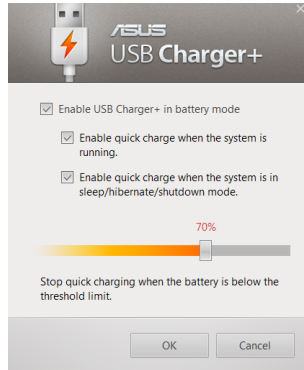 ASUS
USB Charger+
Enable USB Charger+ in battery mode
Enable quick charge when the system is
running.
Enable quick charge when the system is in
sleep/hibernate/shutdown mode.
70%
Stop quick charging when the battery is below the
threshold limit.
OK
Cancel